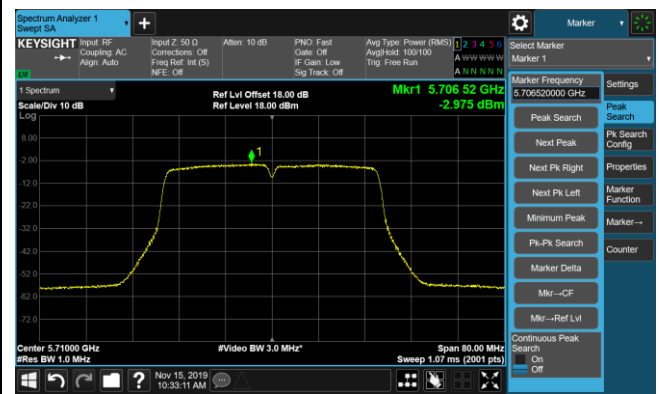 Spectrum Analyzer 1
Swept SA
+
Marker
KEYSIGHT
Input: RF
Coupling: AC
Align: Auto
Input Z: 50 Ω
Corrections: Off
Freq Ref: Int (S)
NFE: Off
Atten: 10 dB
PNO: Fast
Gate: Off
IF Gain: Low
Sig Track: Off
Avg Type: Power (RMS)
Avg|Hold: 100/100
Trig: Free Run
1 2 3 4 5 6
A W W W W W
A N N N N N
Select Marker
Marker 1
1 Spectrum
Scale/Div 10 dB
Log
Ref Lvl Offset 18.00 dB
Ref Level 18.00 dBm
Mkr1 5.706 52 GHz
-2.975 dBm
8.00
-2.00
-12.0
-22.0
-32.0
-42.0
-52.0
-62.0
-72.0
1
Center 5.71000 GHz
#Res BW 1.0 MHz
#Video BW 3.0 MHz*
Span 80.00 MHz
Sweep 1.07 ms (2001 pts)
Marker Frequency
5.706520000 GHz
Peak Search
Next Peak
Next Pk Right
Next Pk Left
Minimum Peak
Pk-Pk Search
Marker Delta
Mkr→CF
Mkr→Ref Lvl
Continuous Peak
Search
On
Off
Settings
Peak
Search
Pk Search
Config
Properties
Marker
Function
Marker→
Counter
?
Nov 15, 2019
10:33:11 AM